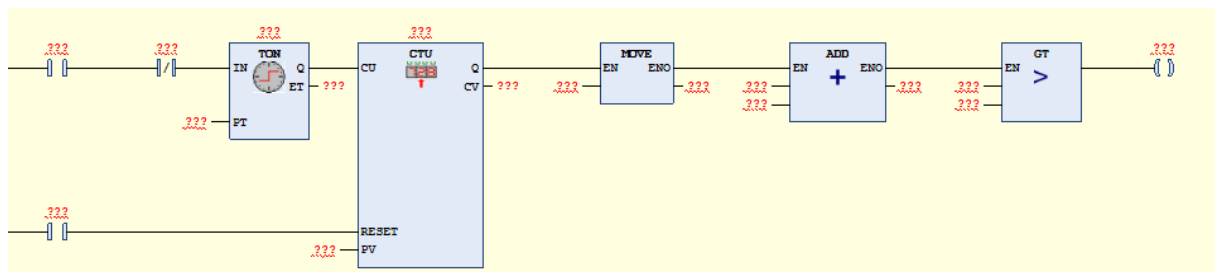 ??? ???
??? ??? ???
TON CTU MOVE ADD GT
IN Q CU Q EN ENO EN ENO EN
ET ??? CV ??? ??? ??? ??? ??? ???
??? ???
??? PT
???
RESET
??? PV